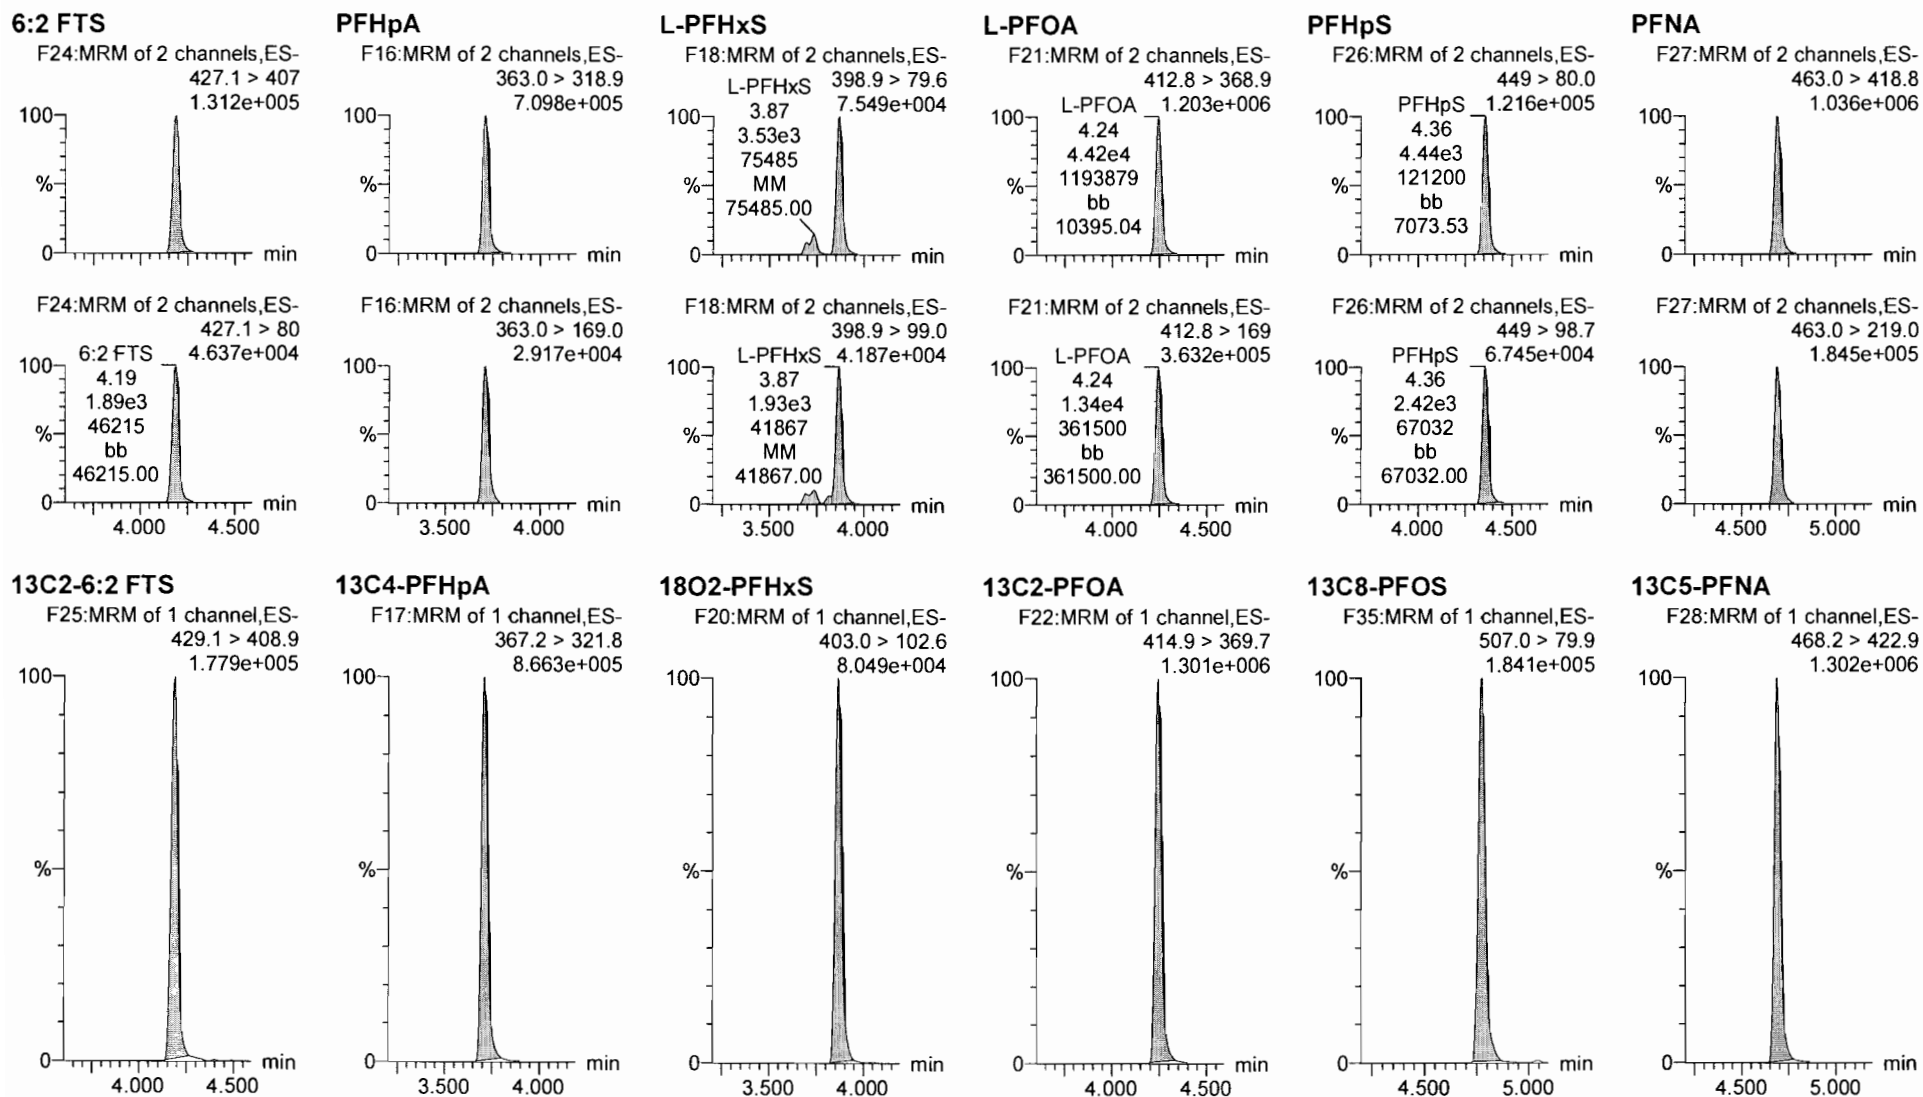 6:2 FTS
F24:MRM of 2 channels,ES-
427.1 > 407
1.312e+005
100
%
0
min
PFHpA
F16:MRM of 2 channels,ES-
363.0 > 318.9
7.098e+005
100
%
0
min
L-PFHxS
F18:MRM of 2 channels,ES-
398.9 > 79.6
7.549e+004
L-PFHxS
3.87
3.53e3
75485
MM
75485.00
100
%
0
min
L-PFOA
F21:MRM of 2 channels,ES-
412.8 > 368.9
1.203e+006
L-PFOA
4.24
4.42e4
1193879
bb
10395.04
100
%
0
min
PFHpS
F26:MRM of 2 channels,ES-
449 > 80.0
1.216e+005
PFHpS
4.36
4.44e3
121200
bb
7073.53
100
%
0
min
PFNA
F27:MRM of 2 channels,ES-
463.0 > 418.8
1.036e+006
100
%
0
min
F24:MRM of 2 channels,ES-
427.1 > 80
4.637e+004
6:2 FTS
4.19
1.89e3
46215
bb
46215.00
100
%
0
min
4.000 4.500
F16:MRM of 2 channels,ES-
363.0 > 169.0
2.917e+004
100
%
0
min
3.500 4.000
F18:MRM of 2 channels,ES-
398.9 > 99.0
4.187e+004
L-PFHxS
3.87
1.93e3
41867
MM
41867.00
100
%
0
min
3.500 4.000
F21:MRM of 2 channels,ES-
412.8 > 169
3.632e+005
L-PFOA
4.24
1.34e4
361500
bb
361500.00
100
%
0
min
4.000 4.500
F26:MRM of 2 channels,ES-
449 > 98.7
6.745e+004
PFHpS
4.36
2.42e3
67032
bb
67032.00
100
%
0
min
4.000 4.500
F27:MRM of 2 channels,ES-
463.0 > 219.0
1.845e+005
100
%
0
min
4.500 5.000
13C2-6:2 FTS
F25:MRM of 1 channel,ES-
429.1 > 408.9
1.779e+005
100
%
0
min
4.000 4.500
13C4-PFHpA
F17:MRM of 1 channel,ES-
367.2 > 321.8
8.663e+005
100
%
0
min
3.500 4.000
18O2-PFHxS
F20:MRM of 1 channel,ES-
403.0 > 102.6
8.049e+004
100
%
0
min
3.500 4.000
13C2-PFOA
F22:MRM of 1 channel,ES-
414.9 > 369.7
1.301e+006
100
%
0
min
4.000 4.500
13C8-PFOS
F35:MRM of 1 channel,ES-
507.0 > 79.9
1.841e+005
100
%
0
min
4.500 5.000
13C5-PFNA
F28:MRM of 1 channel,ES-
468.2 > 422.9
1.302e+006
100
%
0
min
4.500 5.000